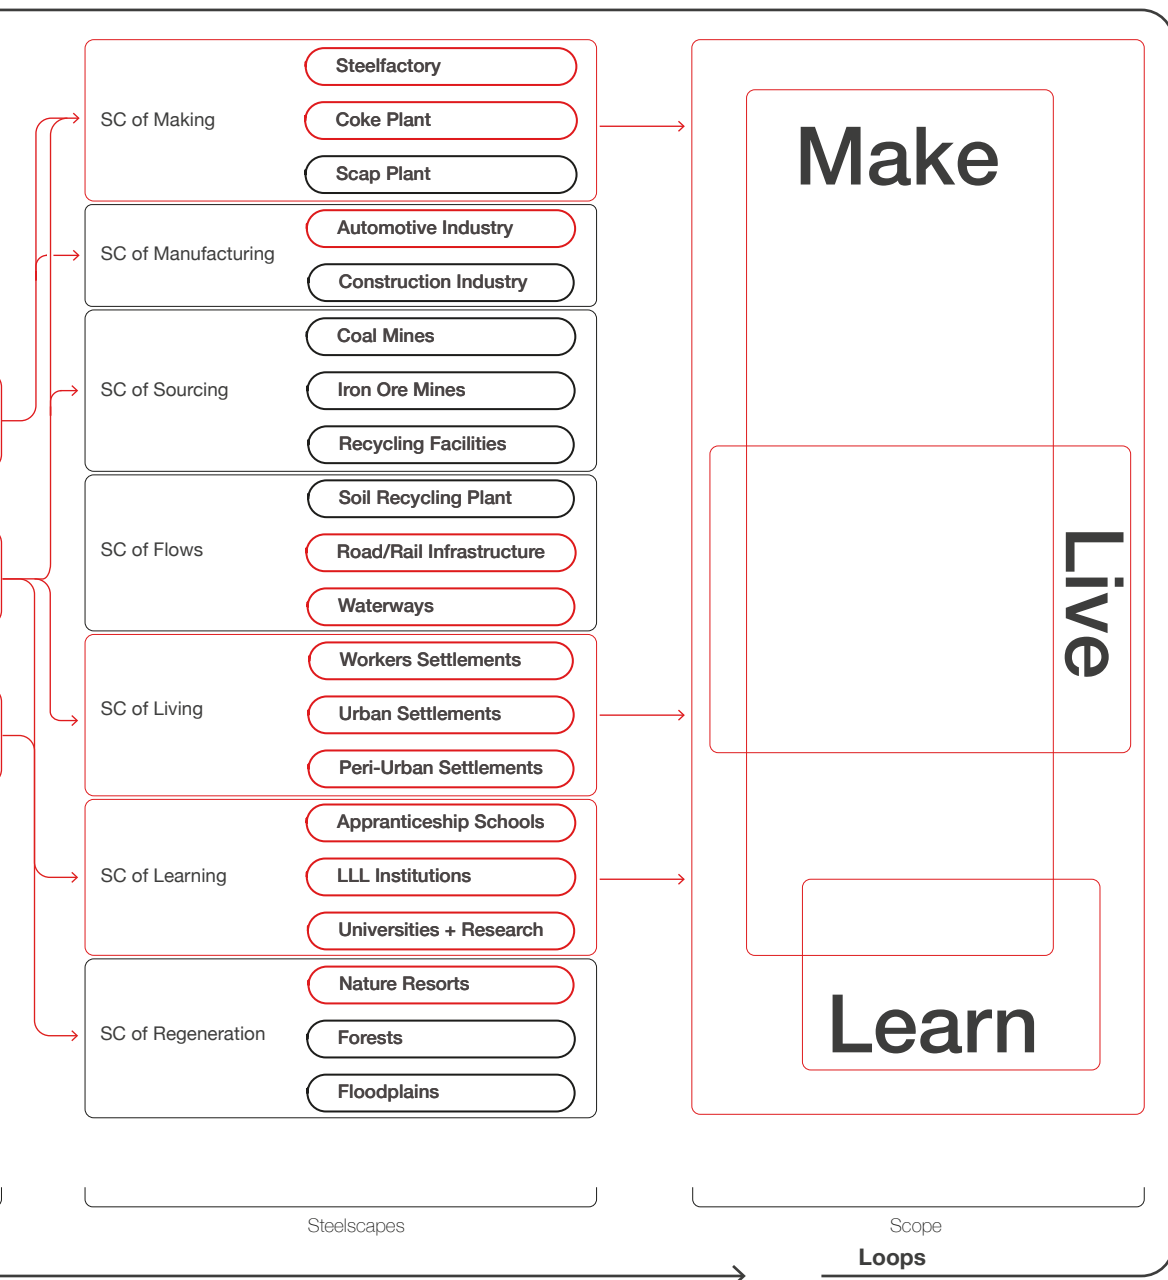 SC of Making
Steelfactory
Coke Plant
Scap Plant
SC of Manufacturing
Automotive Industry
Construction Industry
SC of Sourcing
Coal Mines
Iron Ore Mines
Recycling Facilities
SC of Flows
Soil Recycling Plant
Road/Rail Infrastructure
Waterways
SC of Living
Workers Settlements
Urban Settlements
Peri-Urban Settlements
SC of Learning
Appranticeship Schools
LLL Institutions
Universities + Research
SC of Regeneration
Nature Resorts
Forests
Floodplains
Make
Live
Learn
Steelscapes
Scope
Loops